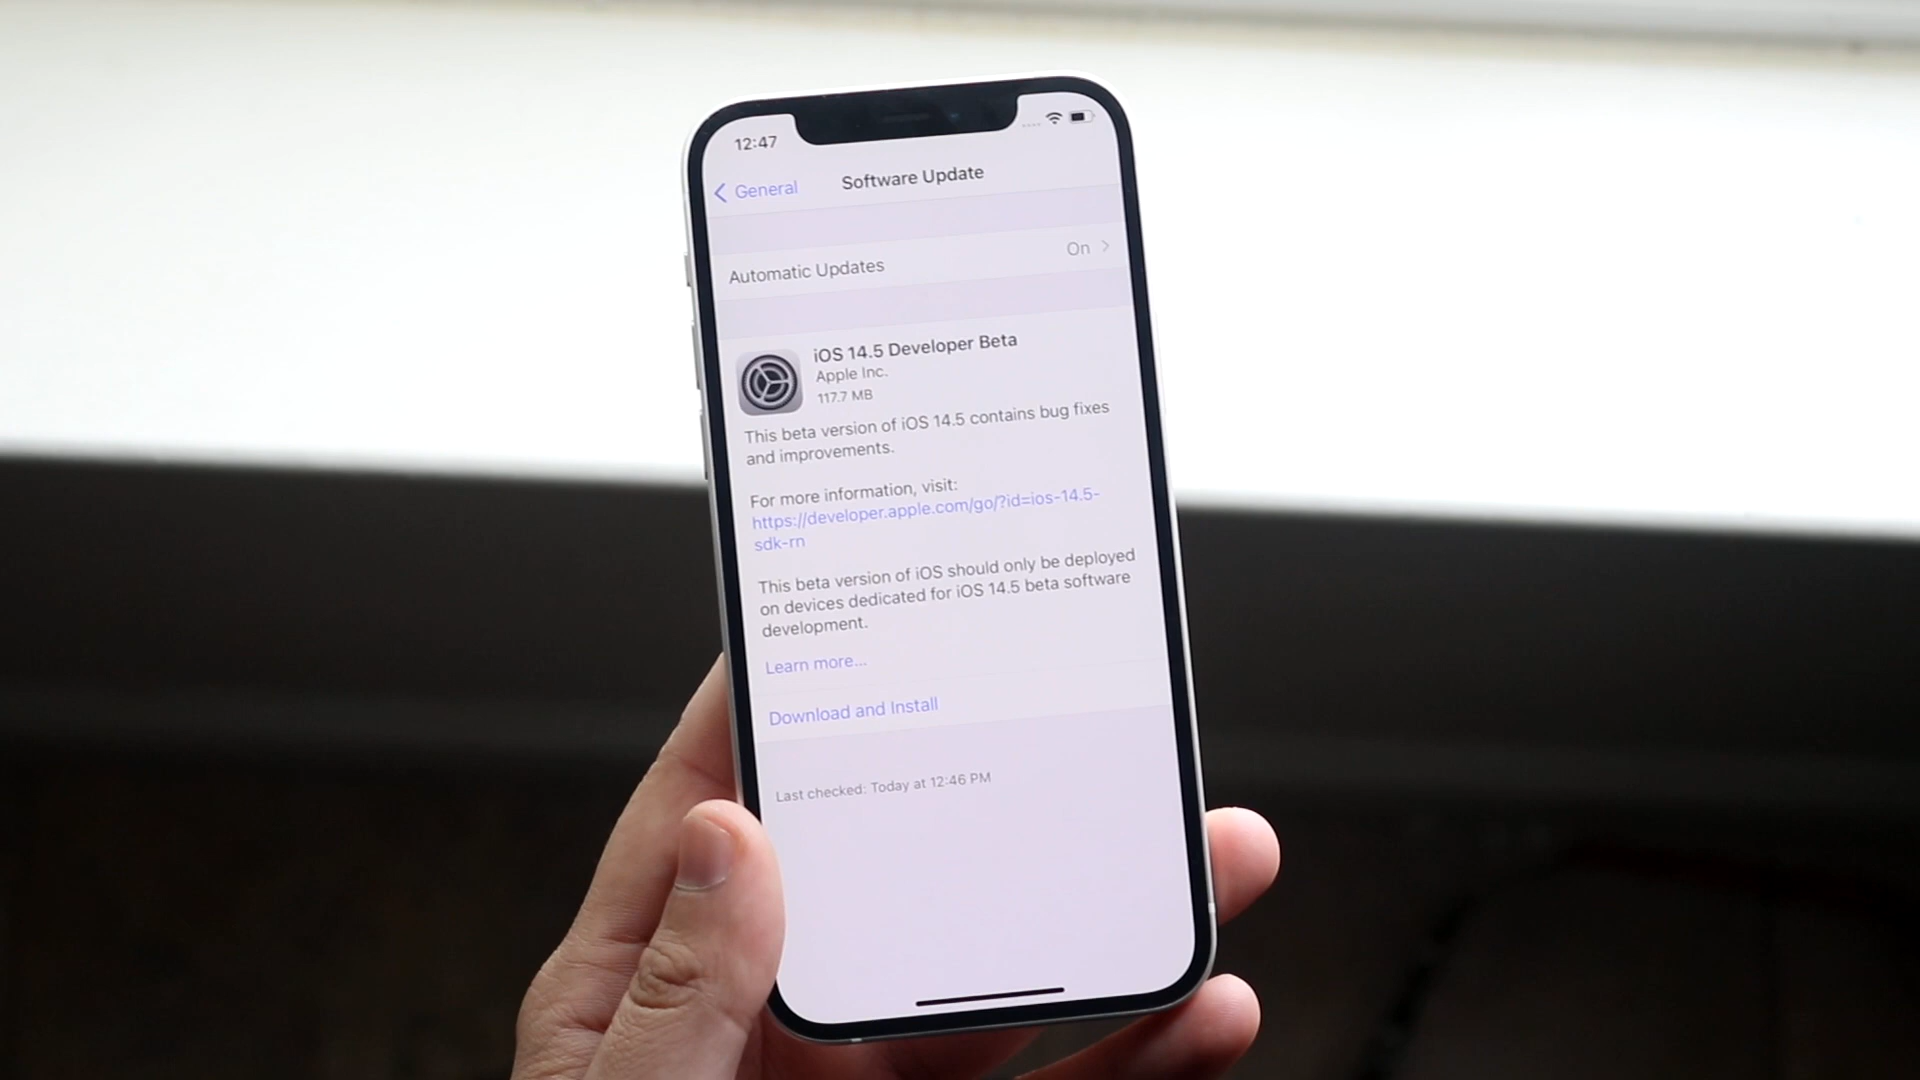 12:47
General
Software Update
Automatic Updates
On
iOS 14.5 Developer Beta
Apple Inc.
117.7 MB
This beta version of iOS 14.5 contains bug fixes
and improvements.
For more information, visit:
https://developer.apple.com/go/?id=ios-14.5-
sdk-rn
This beta version of iOS should only be deployed
on devices dedicated for iOS 14.5 beta software
development.
Learn more...
Download and Install
Last checked: Today at 12:46 PM